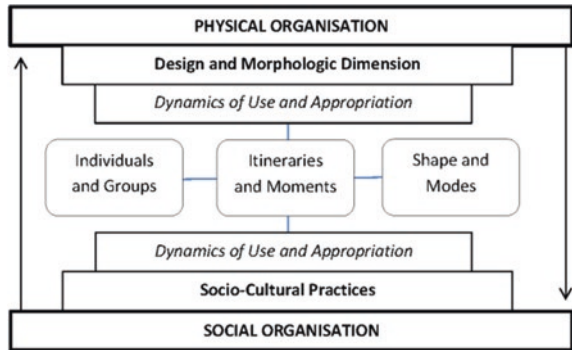 PHYSICAL ORGANISATION
Design and Morphologic Dimension
Dynamics of Use and Appropriation
Individuals
and Groups
Itineraries
and Moments
Shape and
Modes
Dynamics of Use and Appropriation
Socio-Cultural Practices
SOCIAL ORGANISATION